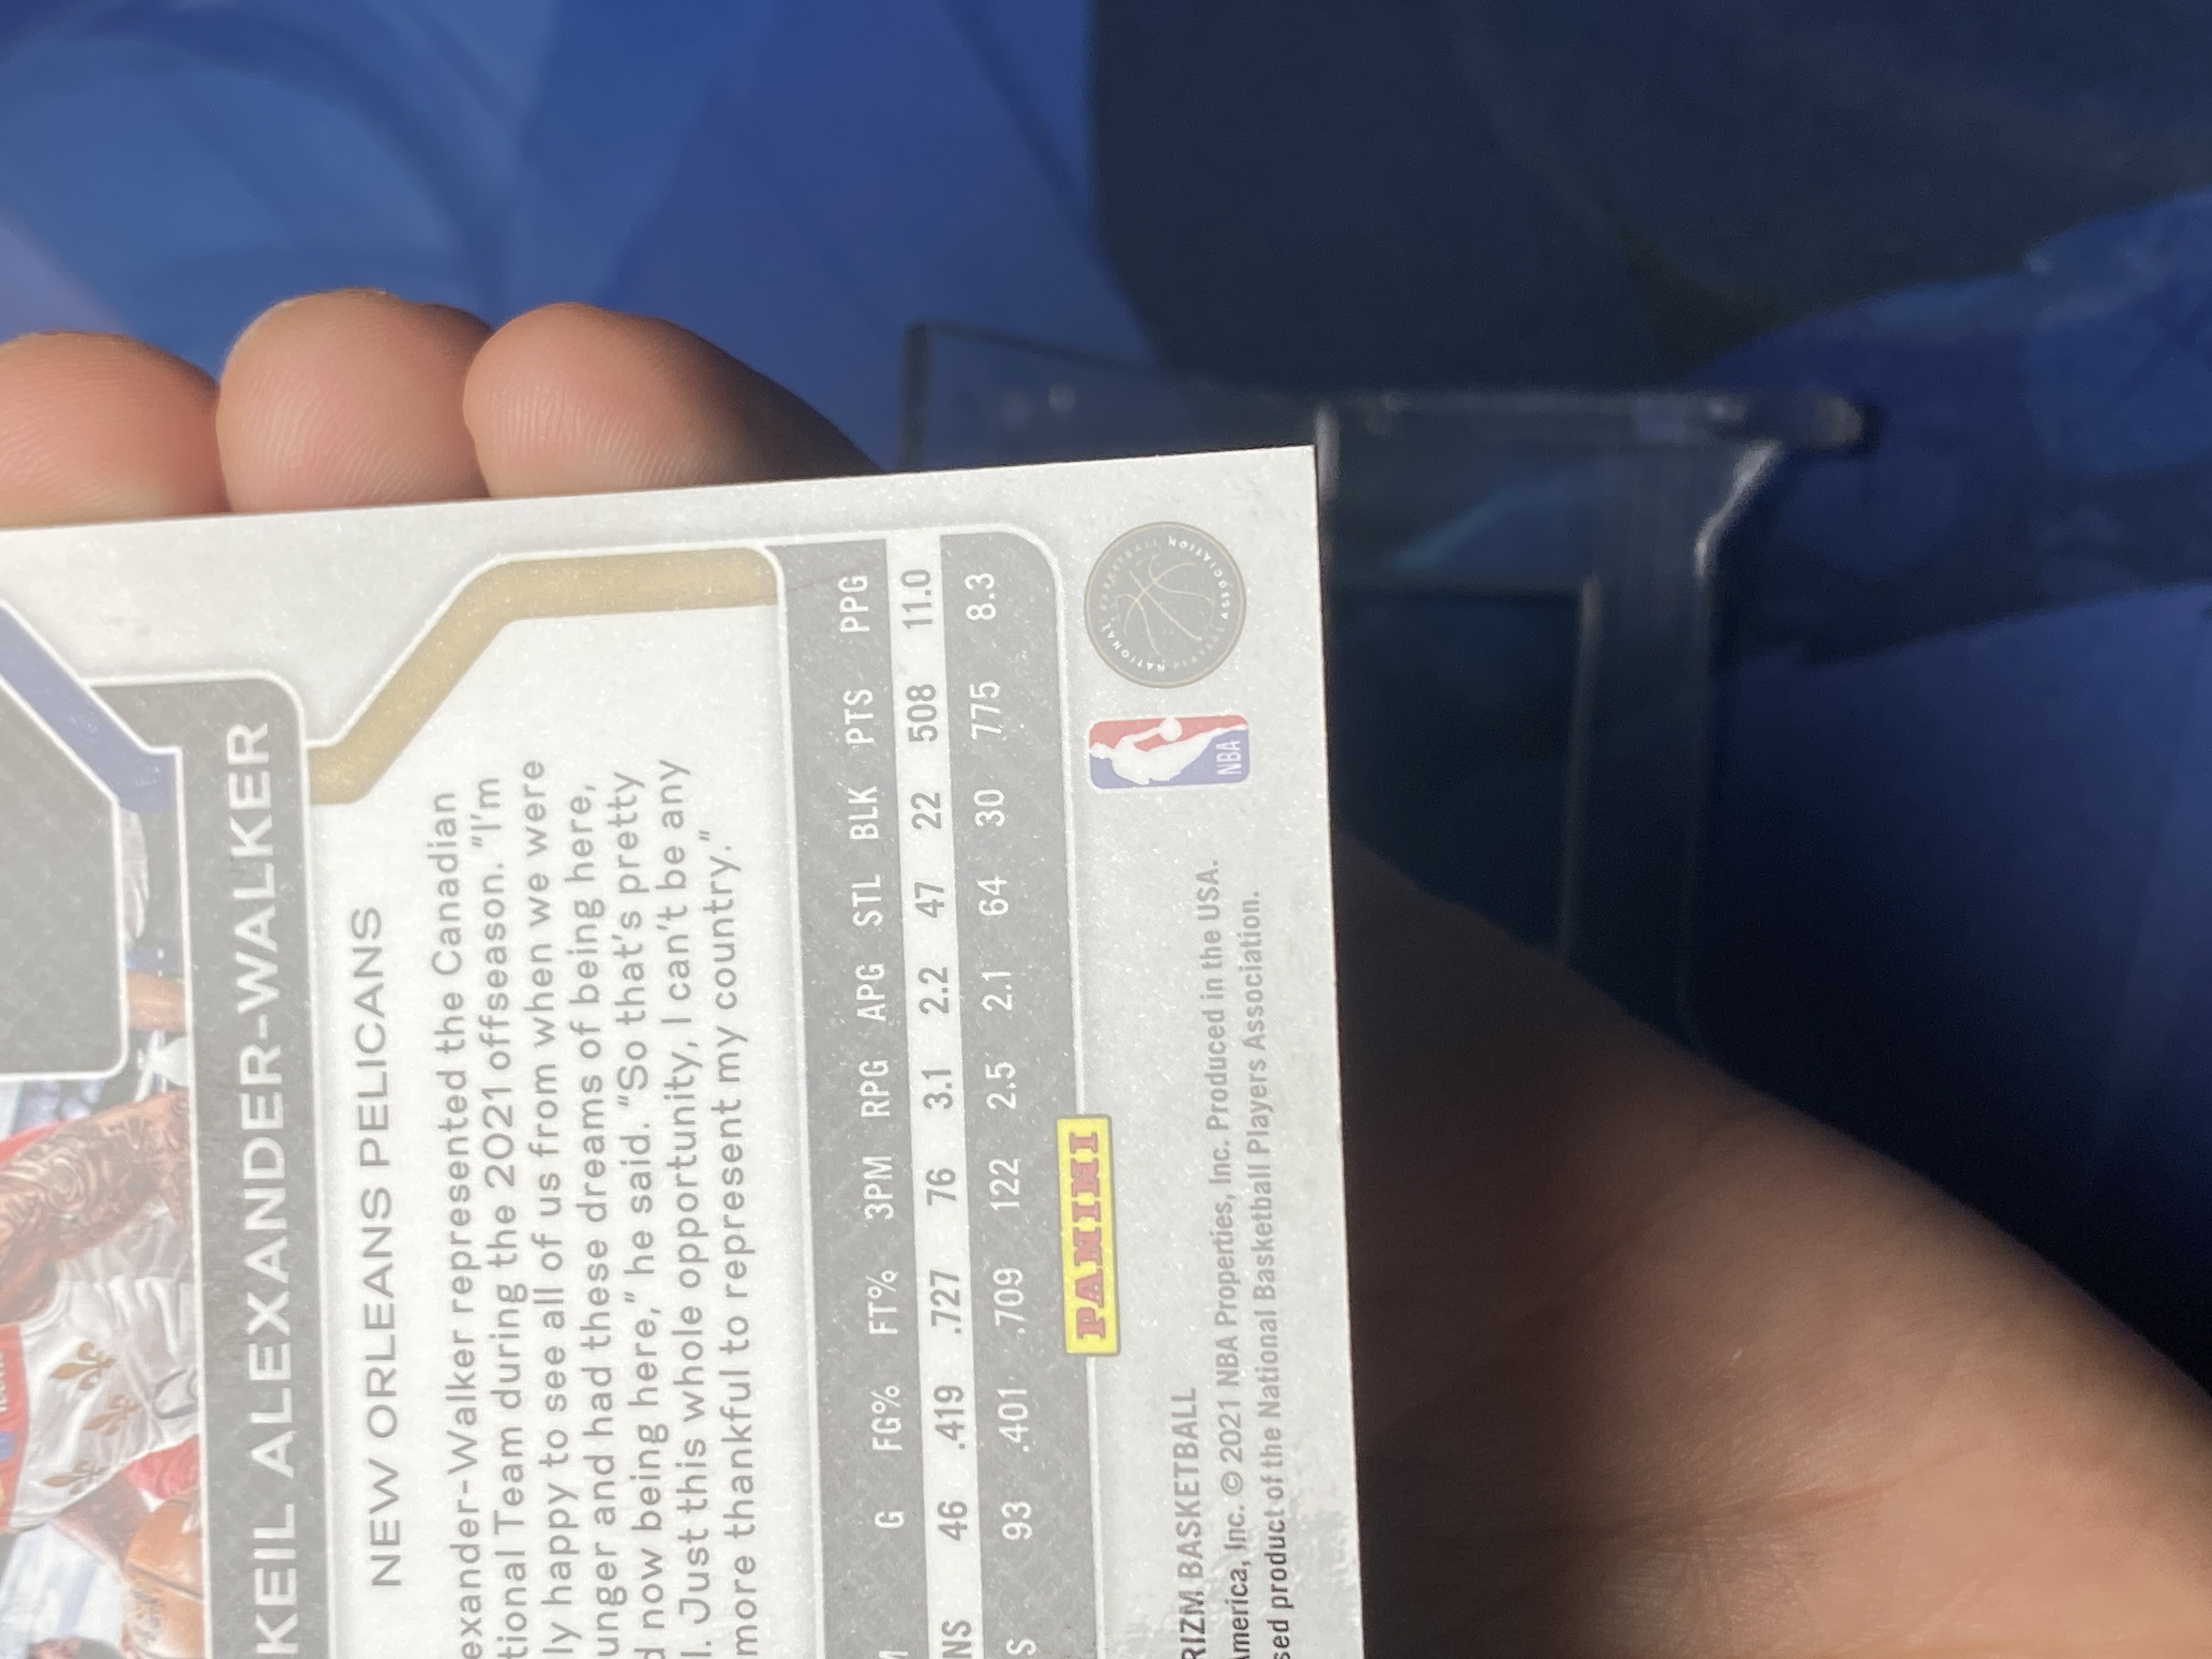 KEIL ALEXANDER-WALKER
NEW ORLEANS PELICANS
exander-Walker represented the Canadian
tional Team during the 2021 offseason. "I'm
ly happy to see all of us from when we were
unger and had these dreams of being here,
d now being here," he said. "So that's pretty
l. Just this whole opportunity, I can't be any
more thankful to represent my country."
G FG% FT% 3PM RPG APG STL BLK PTS PPG
NS 46 .419 .727 76 3.1 2.2 47 22 508 11.0
S 93 .401 .709 122 2.5 2.1 64 30 775 8.3
PANINI
RIZM BASKETBALL
America, Inc. © 2021 NBA Properties, Inc. Produced in the USA.
sed product of the National Basketball Players Association.
NBA
NATIONAL BASKETBALL PLAYERS ASSOCIATION